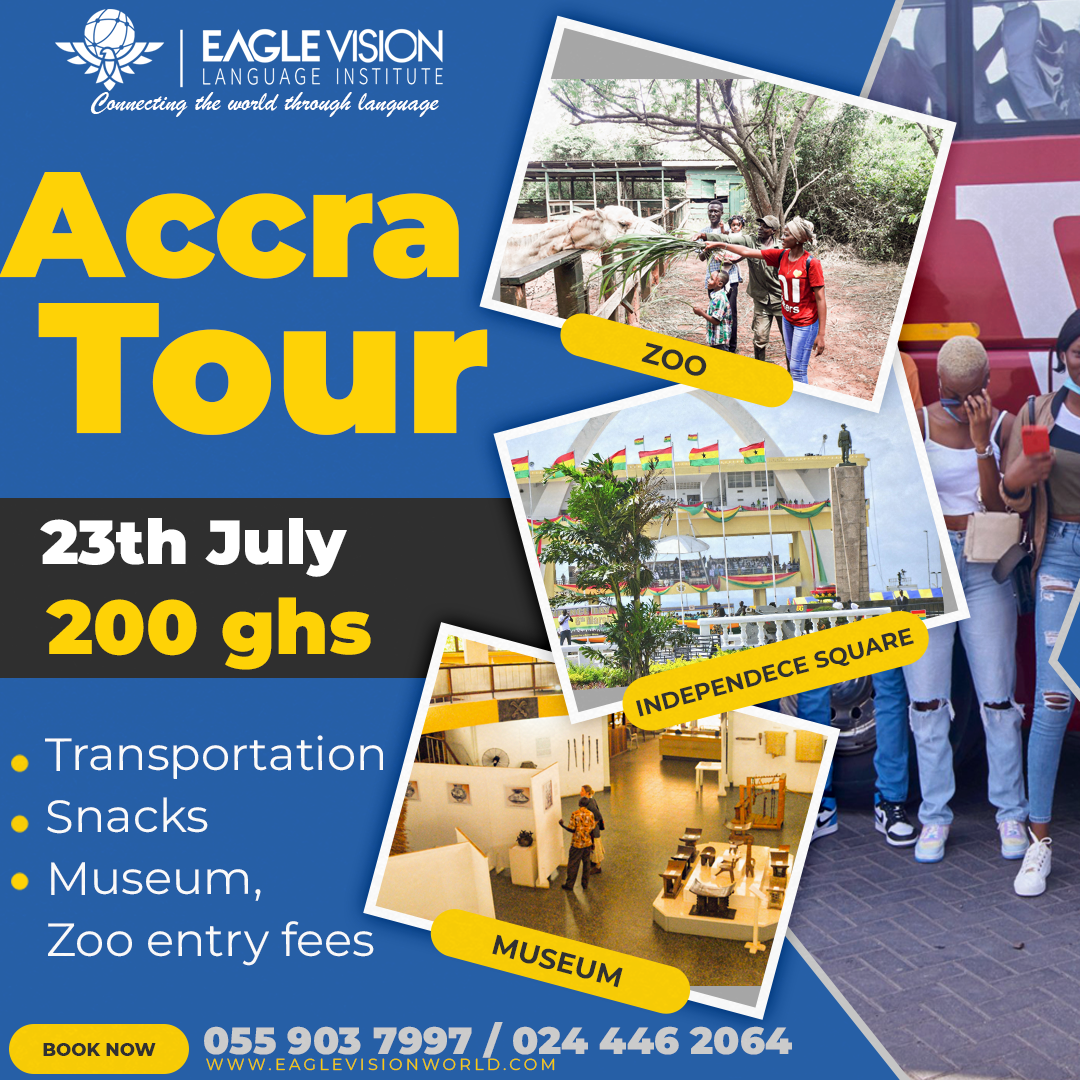 EAGLE VISION
LANGUAGE INSTITUTE
Connecting the world through language
Accra
Tour
23th July
200 ghs
Transportation
Snacks
Museum,
Zoo entry fees
ZOO
INDEPENDECE SQUARE
MUSEUM
BOOK NOW
055 903 7997 / 024 446 2064
WWW.EAGLEVISIONWORLD.COM